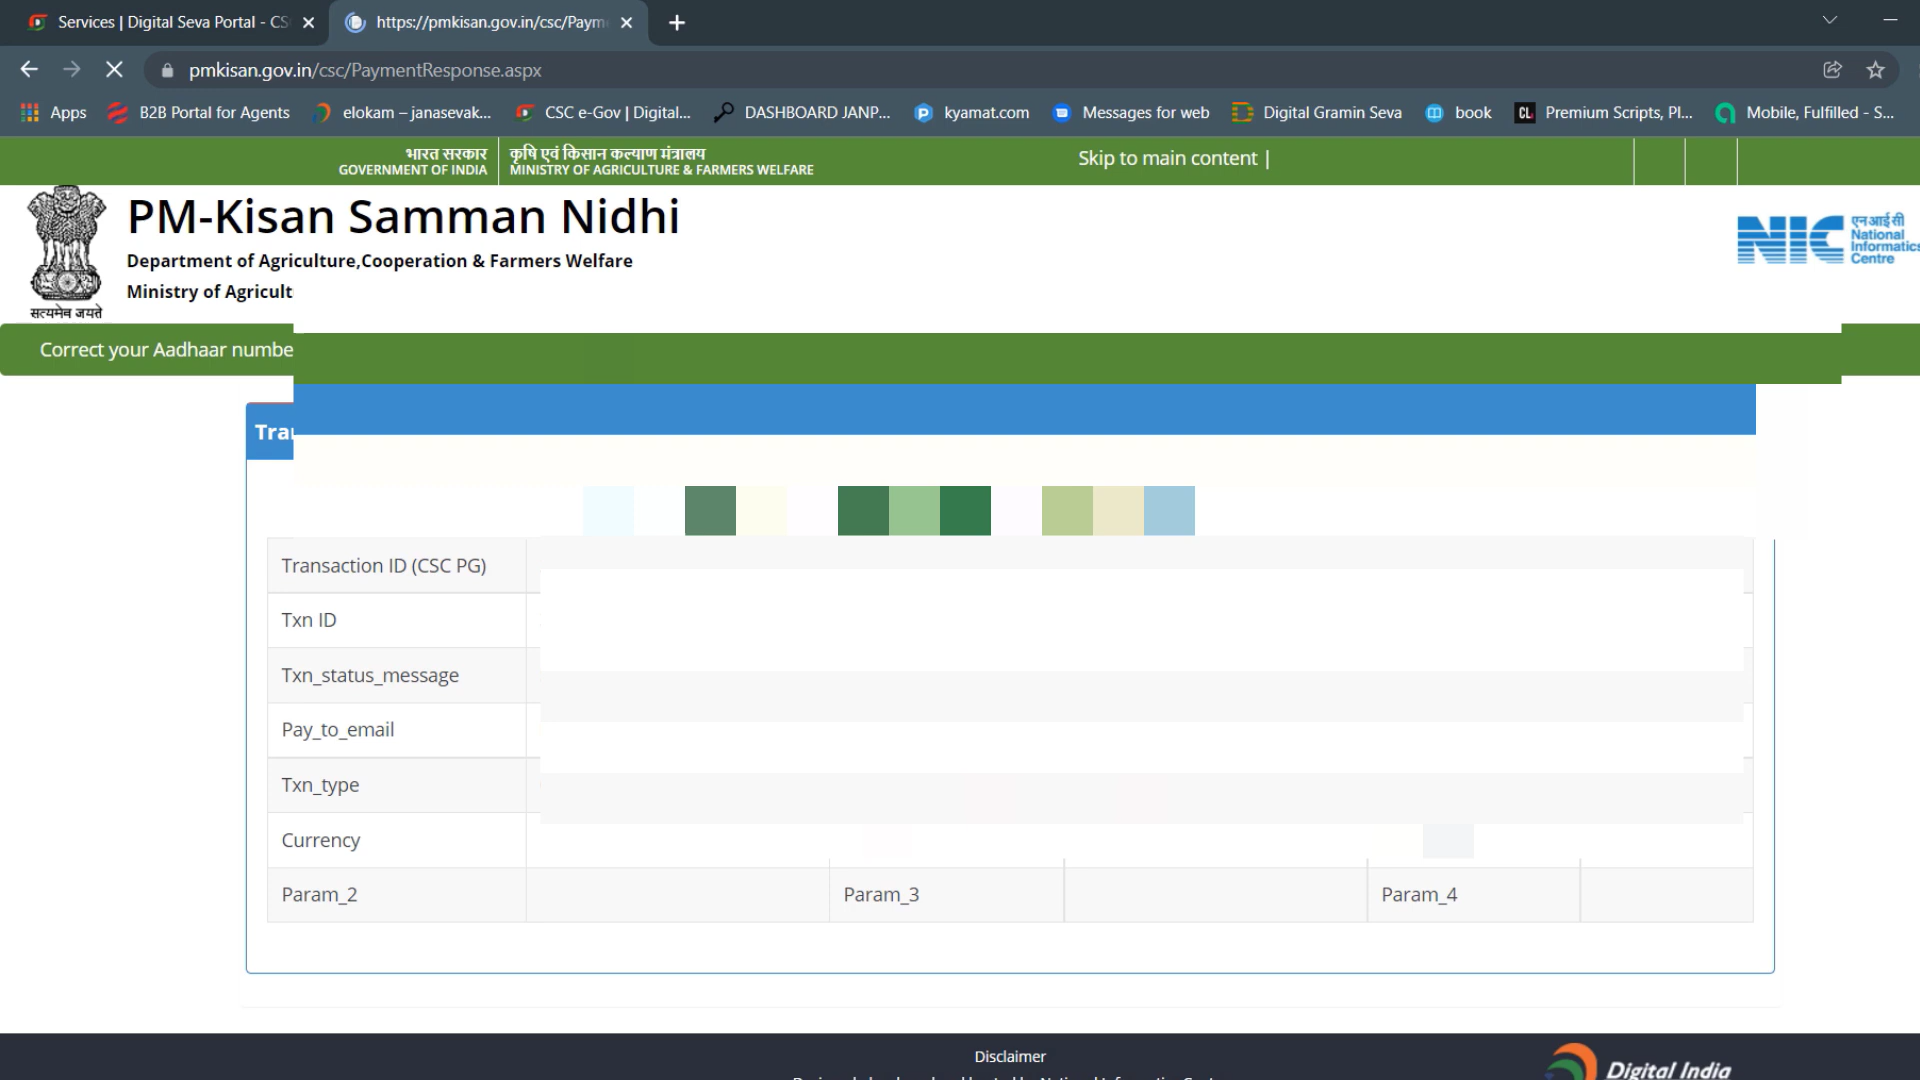 Services | Digital Seva Portal - CS
https://pmkisan.gov.in/csc/Paym
pmkisan.gov.in/csc/PaymentResponse.aspx
Apps
B2B Portal for Agents
elokam – janasevak...
CSC e-Gov | Digital...
DASHBOARD JANP...
kyamat.com
Messages for web
Digital Gramin Seva
book
CL
Premium Scripts, Pl...
Mobile, Fulfilled - S...
भारत सरकार
GOVERNMENT OF INDIA
कृषि एवं किसान कल्याण मंत्रालय
MINISTRY OF AGRICULTURE & FARMERS WELFARE
Skip to main content |
PM-Kisan Samman Nidhi
Department of Agriculture,Cooperation & Farmers Welfare
Ministry of Agricult
सत्यमेव जयते
NIC
एनआईसी
National
Informatics
Centre
Correct your Aadhaar numbe
Tra
Transaction ID (CSC PG)
Txn ID
Txn_status_message
Pay_to_email
Txn_type
Currency
Param_2
Param_3
Param_4
Disclaimer
Digital India